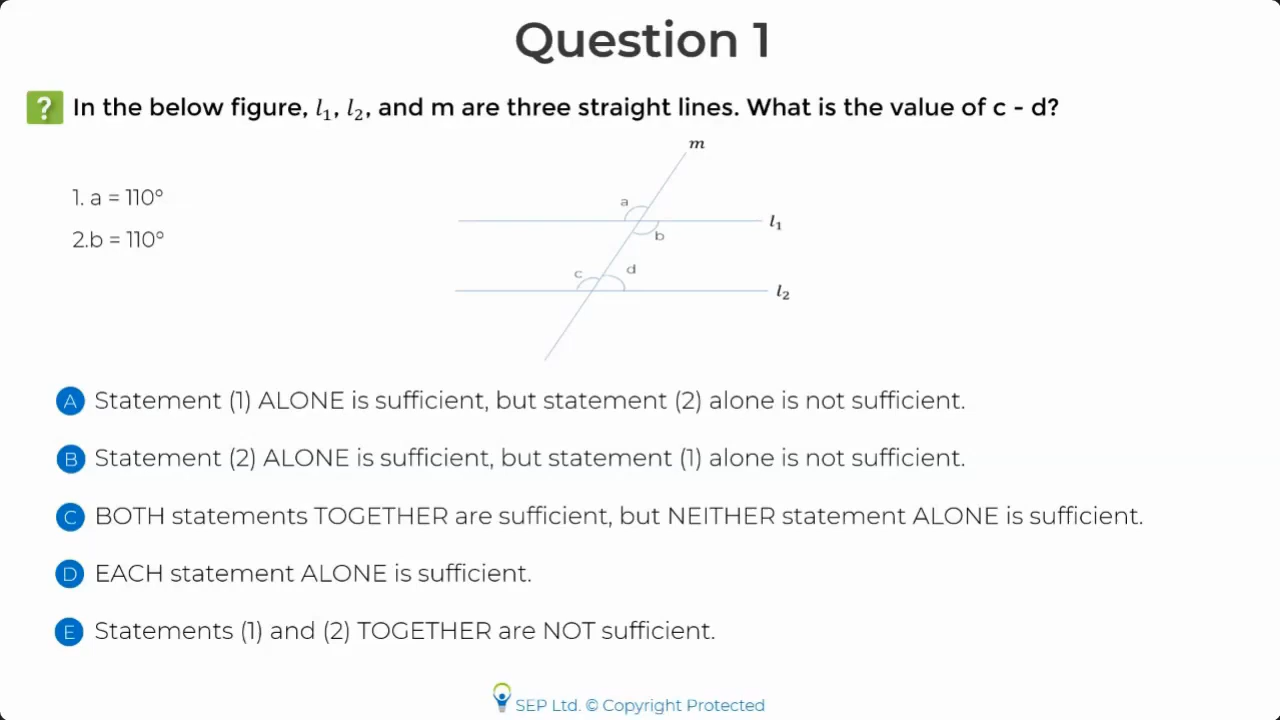 Question 1
? In the below figure, l₁, l₂, and m are three straight lines. What is the value of c - d?
m
1. a = 110°
a
l₁
2.b = 110°
b
c
d
l₂
A Statement (1) ALONE is sufficient, but statement (2) alone is not sufficient.
B Statement (2) ALONE is sufficient, but statement (1) alone is not sufficient.
C BOTH statements TOGETHER are sufficient, but NEITHER statement ALONE is sufficient.
D EACH statement ALONE is sufficient.
E Statements (1) and (2) TOGETHER are NOT sufficient.
SEP Ltd. © Copyright Protected